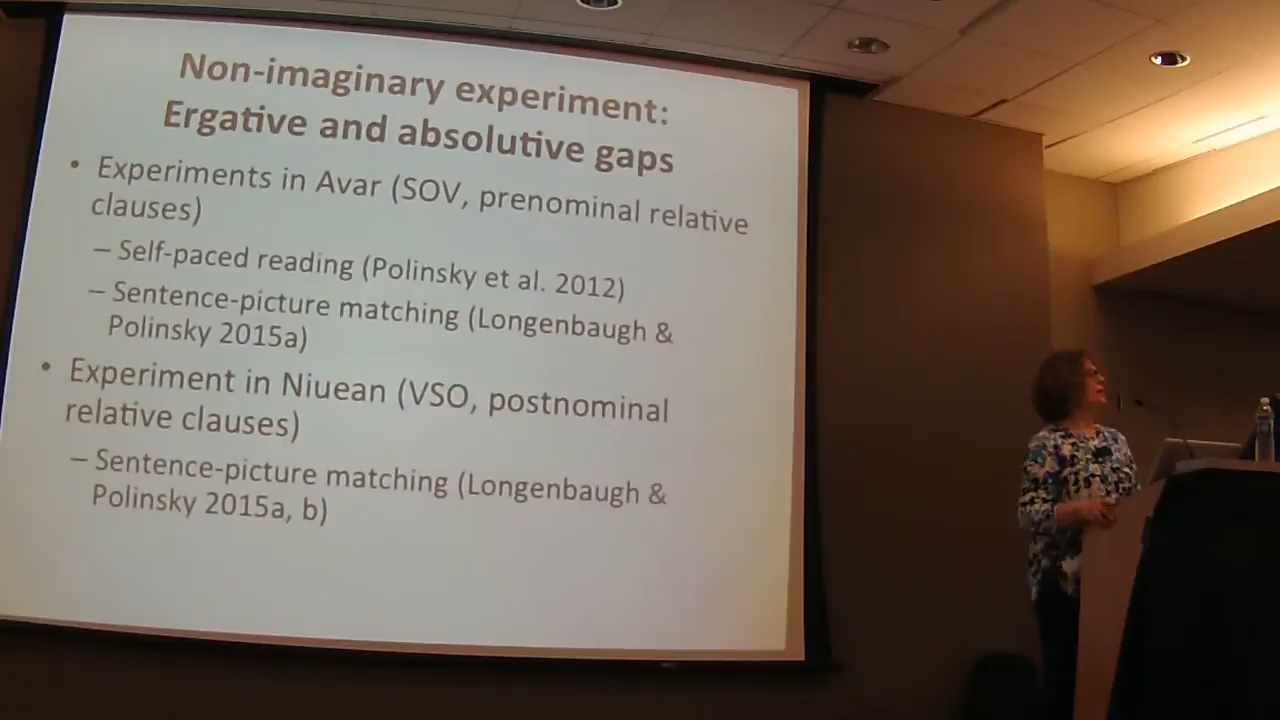 Non-imaginary experiment:
Ergative and absolutive gaps
• Experiments in Avar (SOV, prenominal relative
clauses)
– Self-paced reading (Polinsky et al. 2012)
– Sentence-picture matching (Longenbaugh &
Polinsky 2015a)
• Experiment in Niuean (VSO, postnominal
relative clauses)
– Sentence-picture matching (Longenbaugh &
Polinsky 2015a, b)